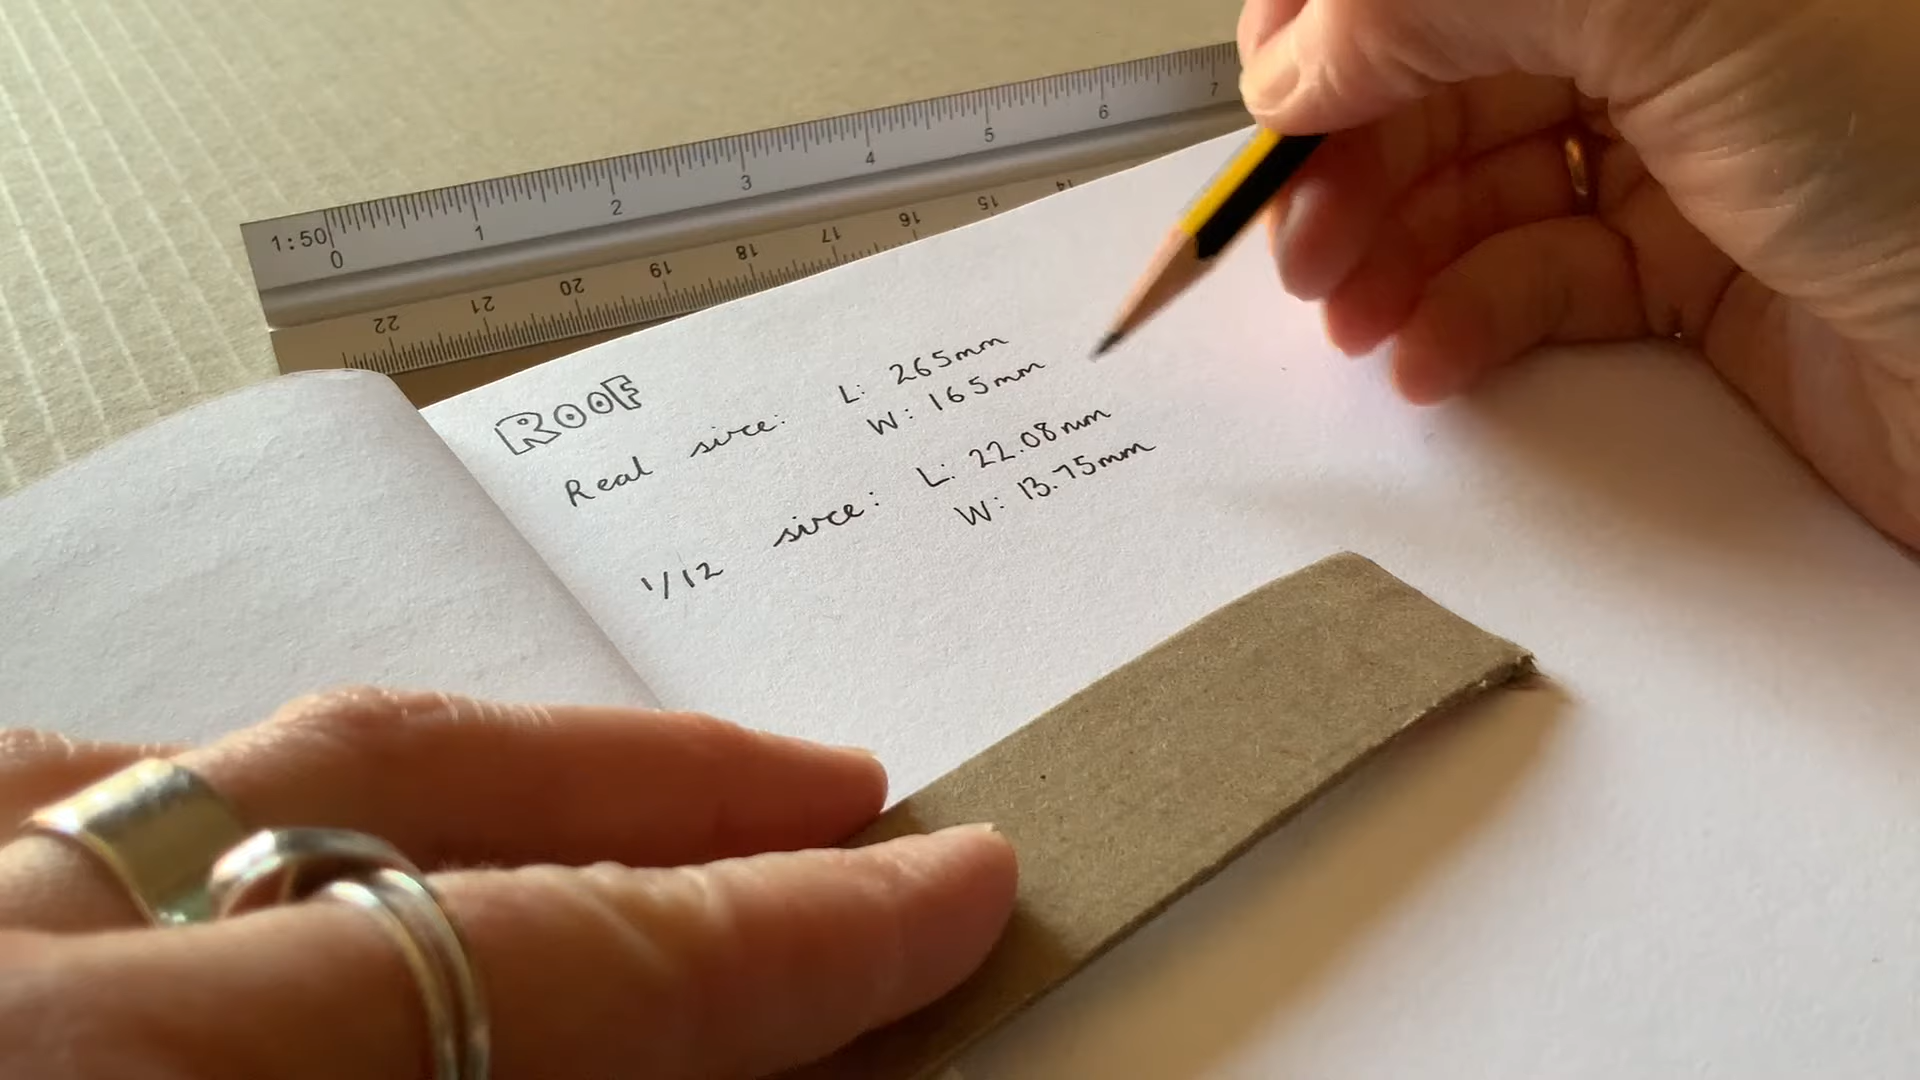 1:50 0 1 2 3 4 5 6 7
22 21 20 19 18 17 16 15 14
ROOF
Real size: L: 265mm
W: 165mm
1/12 size: L: 22.08mm
W: 13.75mm